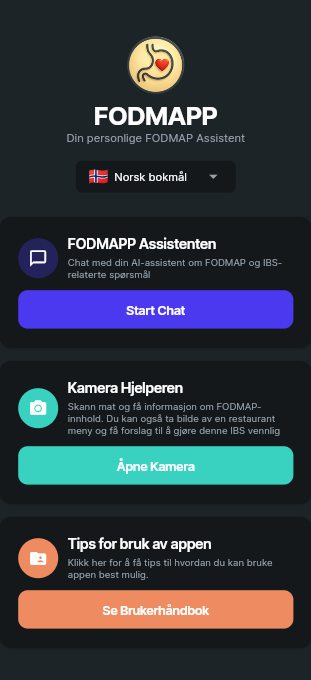 FODMAPP
Din personlige FODMAP Assistent
Norsk bokmål
FODMAPP Assistenten
Chat med din AI-assistent om FODMAP og IBS-
relaterte spørsmål
Start Chat
Kamera Hjelperen
Skann mat og få informasjon om FODMAP-
innhold. Du kan også ta bilde av en restaurant
meny og få forslag til å gjøre denne IBS vennlig
Åpne Kamera
Tips for bruk av appen
Klikk her for å få tips til hvordan du kan bruke
appen best mulig.
Se Brukerhåndbok